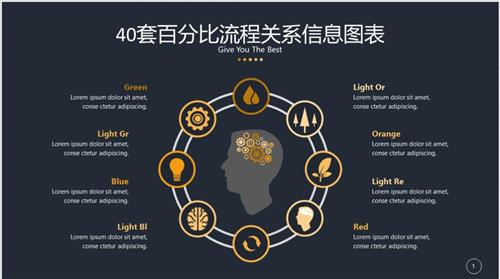 40套百分比流程关系信息图表
Give You The Best
Green
Lorem ipsum dolor sit amet,
conse ctetur adipiscing.
Light Gr
Lorem ipsum dolor sit amet,
conse ctetur adipiscing.
Blue
Lorem ipsum dolor sit amet,
conse ctetur adipiscing.
Light Bl
Lorem ipsum dolor sit amet,
conse ctetur adipiscing.
Light Or
Lorem ipsum dolor sit amet,
conse ctetur adipiscing.
Orange
Lorem ipsum dolor sit amet,
conse ctetur adipiscing.
Light Re
Lorem ipsum dolor sit amet,
conse ctetur adipiscing.
Red
Lorem ipsum dolor sit amet,
conse ctetur adipiscing.
1